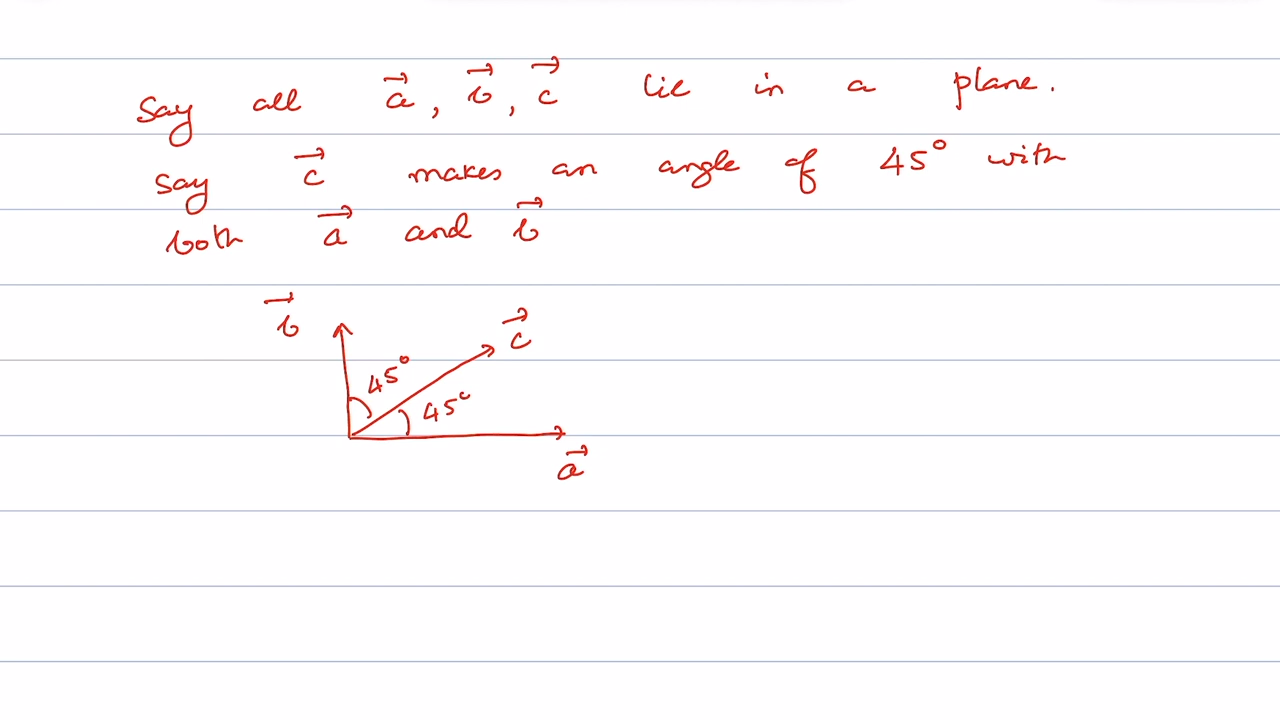 Say all a⃗, b⃗, c⃗ lie in a plane.
Say c⃗ makes an angle of 45° with
both a⃗ and b⃗
b⃗
c⃗
45°
45°
a⃗